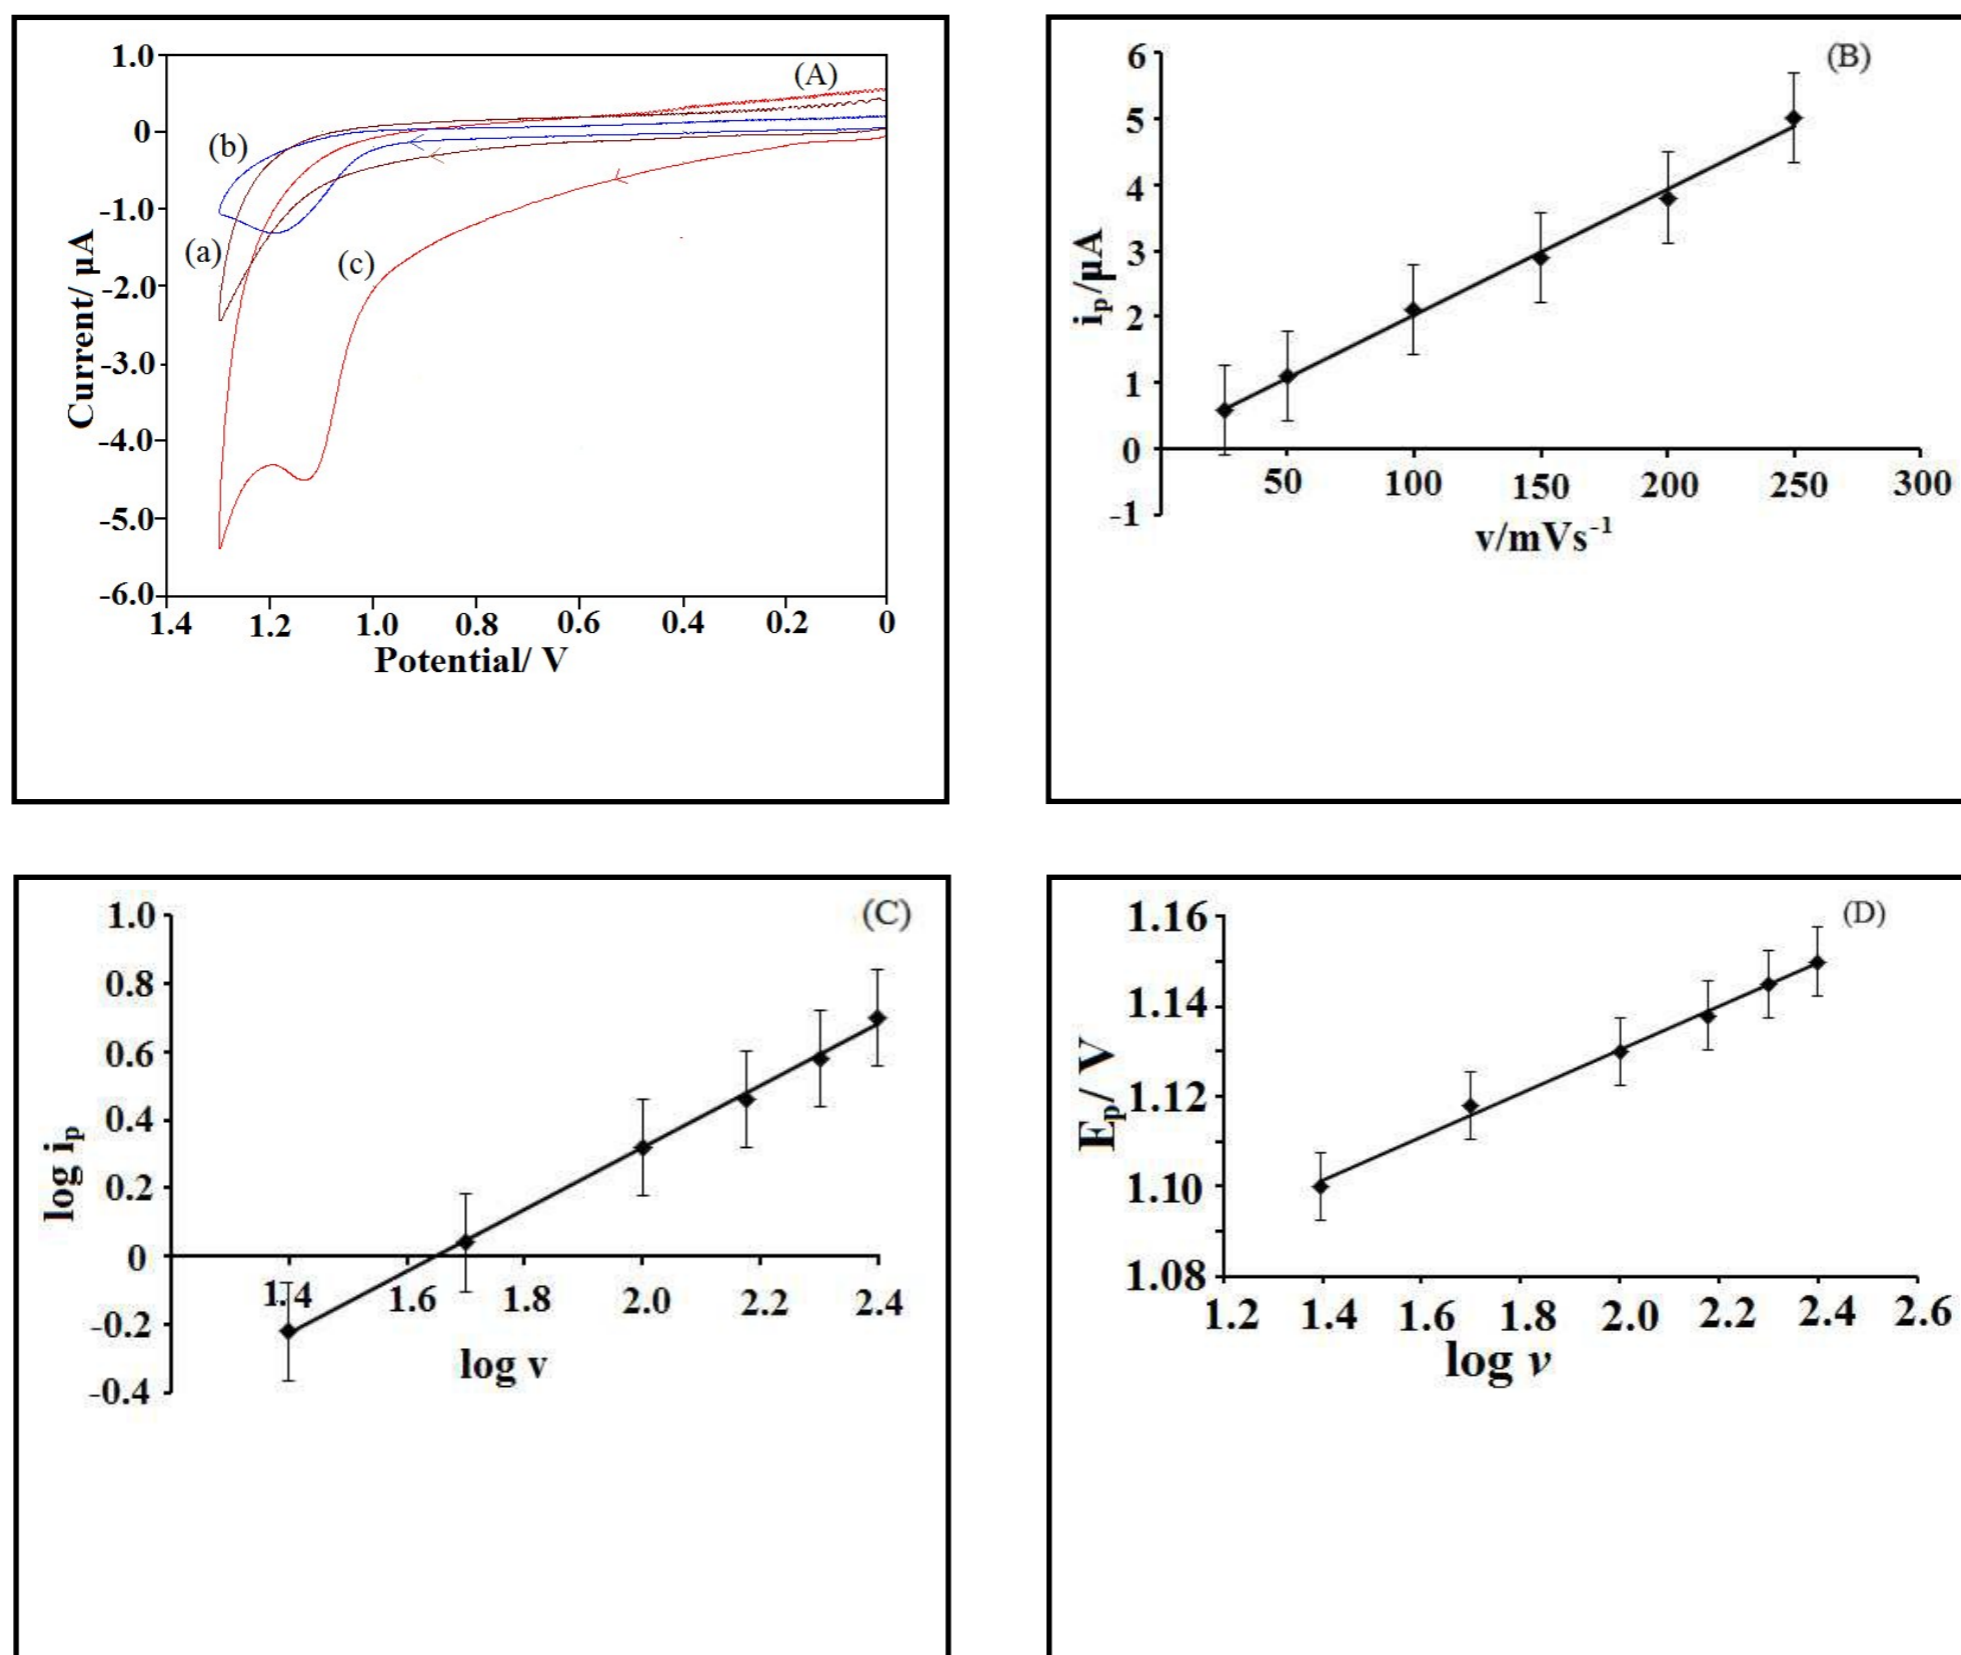 (A)
1.0
0
-1.0
-2.0
-3.0
-4.0
-5.0
-6.0
Current/ µA
(b)
(a)
(c)
1.4 1.2 1.0 0.8 0.6 0.4 0.2 0
Potential/ V
(B)
6
5
4
3
2
1
0
-1
ip/µA
50 100 150 200 250 300
v/mVs-1
(C)
1.0
0.8
0.6
0.4
0.2
0
-0.2
-0.4
log ip
1.4 1.6 1.8 2.0 2.2 2.4
log v
(D)
1.16
1.14
1.12
1.10
1.08
Ep/ V
1.2 1.4 1.6 1.8 2.0 2.2 2.4 2.6
log v